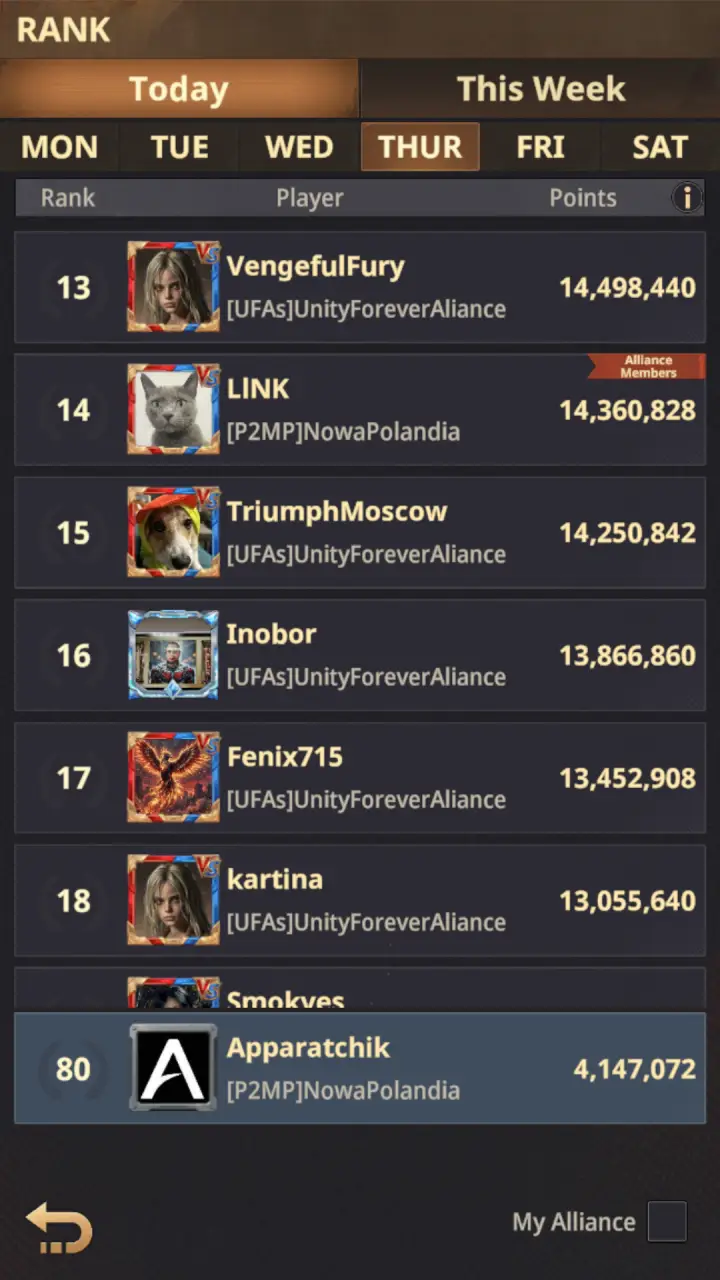 RANK
Today
This Week
MON TUE WED THUR FRI SAT
Rank Player Points i
13 VengefulFury 14,498,440
[UFAs]UnityForeverAliance
Alliance Members
14 LINK 14,360,828
[P2MP]NowaPolandia
15 TriumphMoscow 14,250,842
[UFAs]UnityForeverAliance
16 Inobor 13,866,860
[UFAs]UnityForeverAliance
17 Fenix715 13,452,908
[UFAs]UnityForeverAliance
18 kartina 13,055,640
[UFAs]UnityForeverAliance
Smokyes
80 Apparatchik 4,147,072
[P2MP]NowaPolandia
My Alliance